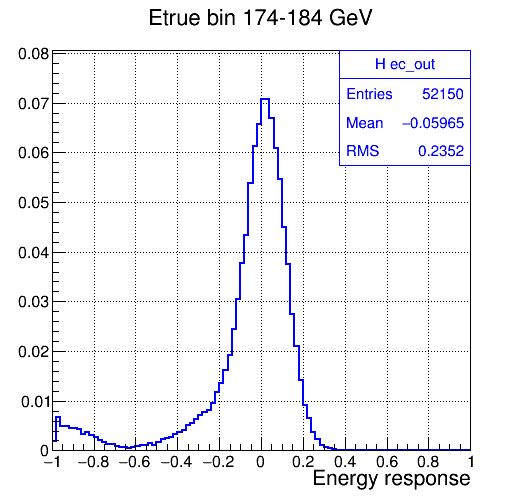 Etrue bin 174-184 GeV
H ec_out
Entries 52150
Mean −0.05965
RMS 0.2352
0.08
0.07
0.06
0.05
0.04
0.03
0.02
0.01
0
−1 −0.8 −0.6 −0.4 −0.2 0 0.2 0.4 0.6 0.8 1
Energy response